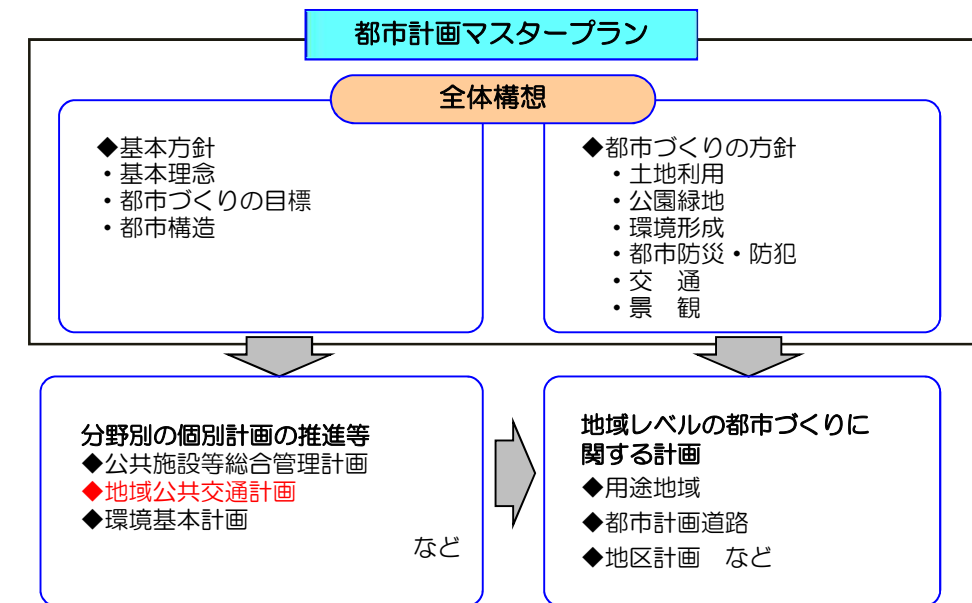 都市計画マスタープラン
全体構想
◆基本方針
・基本理念
・都市づくりの目標
・都市構造
◆都市づくりの方針
・土地利用
・公園緑地
・環境形成
・都市防災・防犯
・交　通
・景　観
分野別の個別計画の推進等
◆公共施設等総合管理計画
◆地域公共交通計画
◆環境基本計画
など
地域レベルの都市づくりに
関する計画
◆用途地域
◆都市計画道路
◆地区計画　など